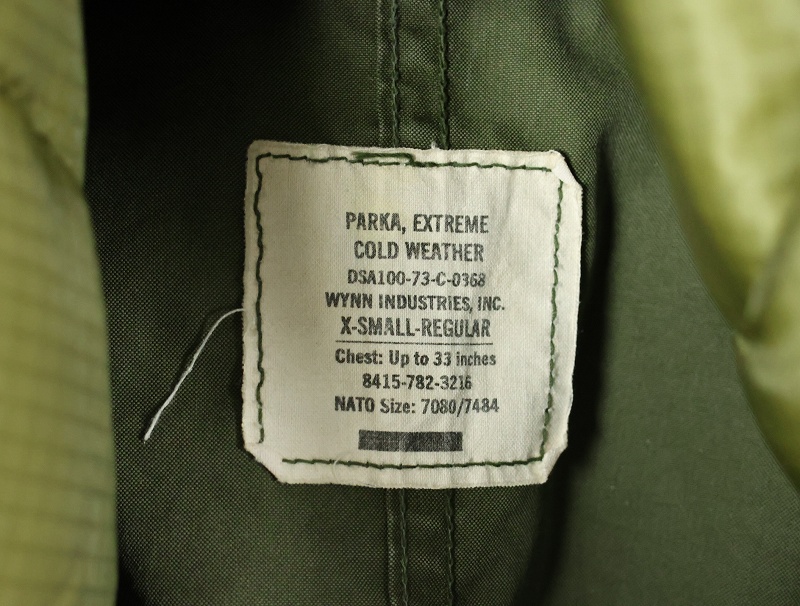 PARKA, EXTREME
COLD WEATHER
DSA100-73-C-0368
WYNN INDUSTRIES, INC.
X-SMALL-REGULAR
Chest: Up to 33 inches
8415-782-3216
NATO Size: 7080/7484